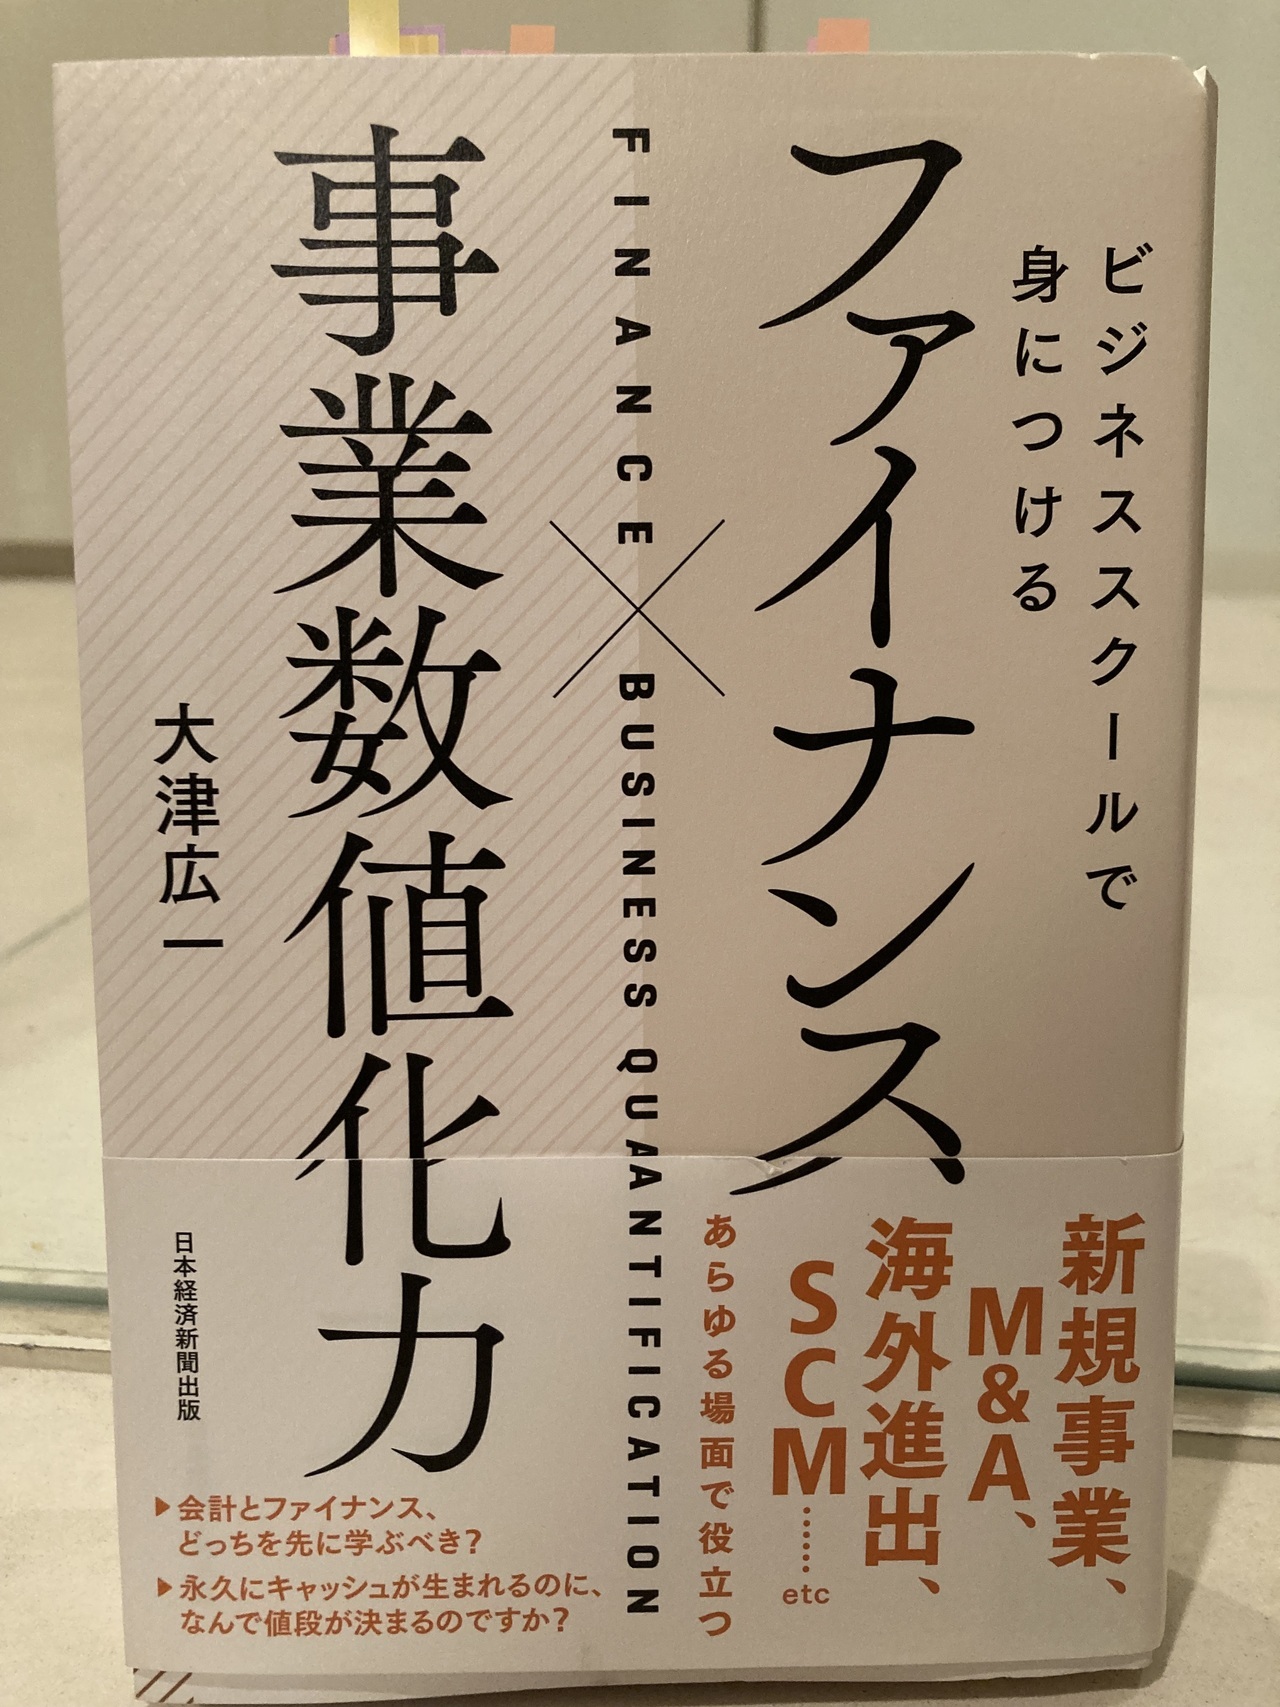 ビジネススクールで
身につける
ファイナンス
FINANCE BUSINESS QUAANTIFICATION
事業数値化力
大津広一
新規事業、
M&A、
海外進出、
SCM……
etc
あらゆる場面で役立つ
日本経済新聞出版
▶会計とファイナンス、
どっちを先に学ぶべき?
▶永久にキャッシュが生まれるのに、
なんで値段が決まるのですか?